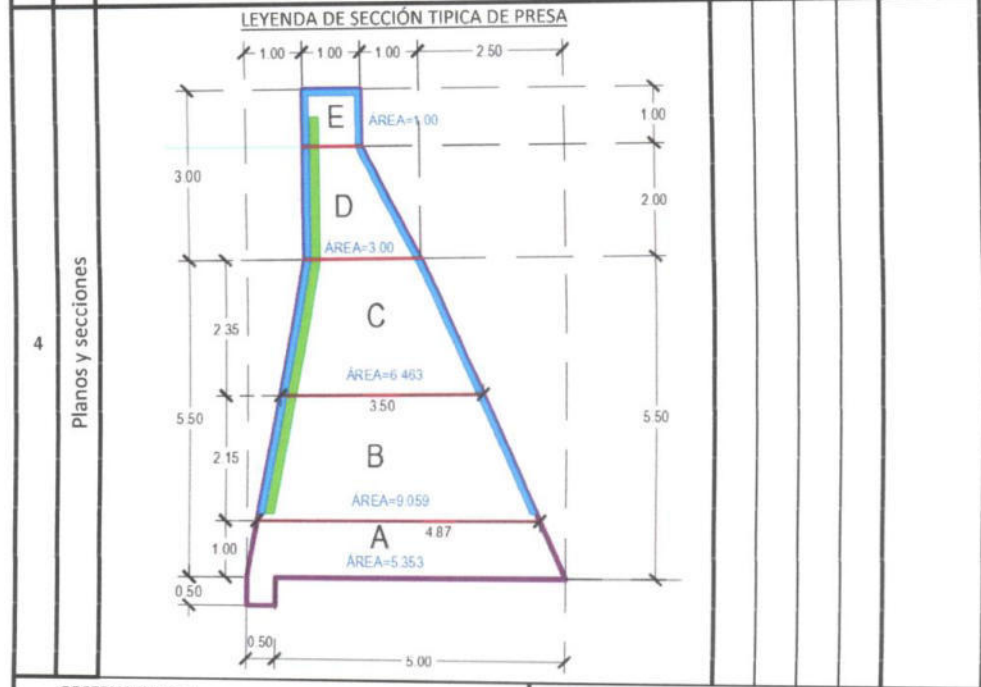 LEYENDA DE SECCIÓN TIPICA DE PRESA
1.00 1.00 1.00 2.50
E ÁREA=1.00
1.00
3.00
2.00
D
ÁREA=3.00
4
Planos y secciones
2.35
C
ÁREA=6.463
3.50
5.50
5.50
2.15
B
ÁREA=9.059
4.87
A
1.00
ÁREA=5.353
0.50
0.50
5.00